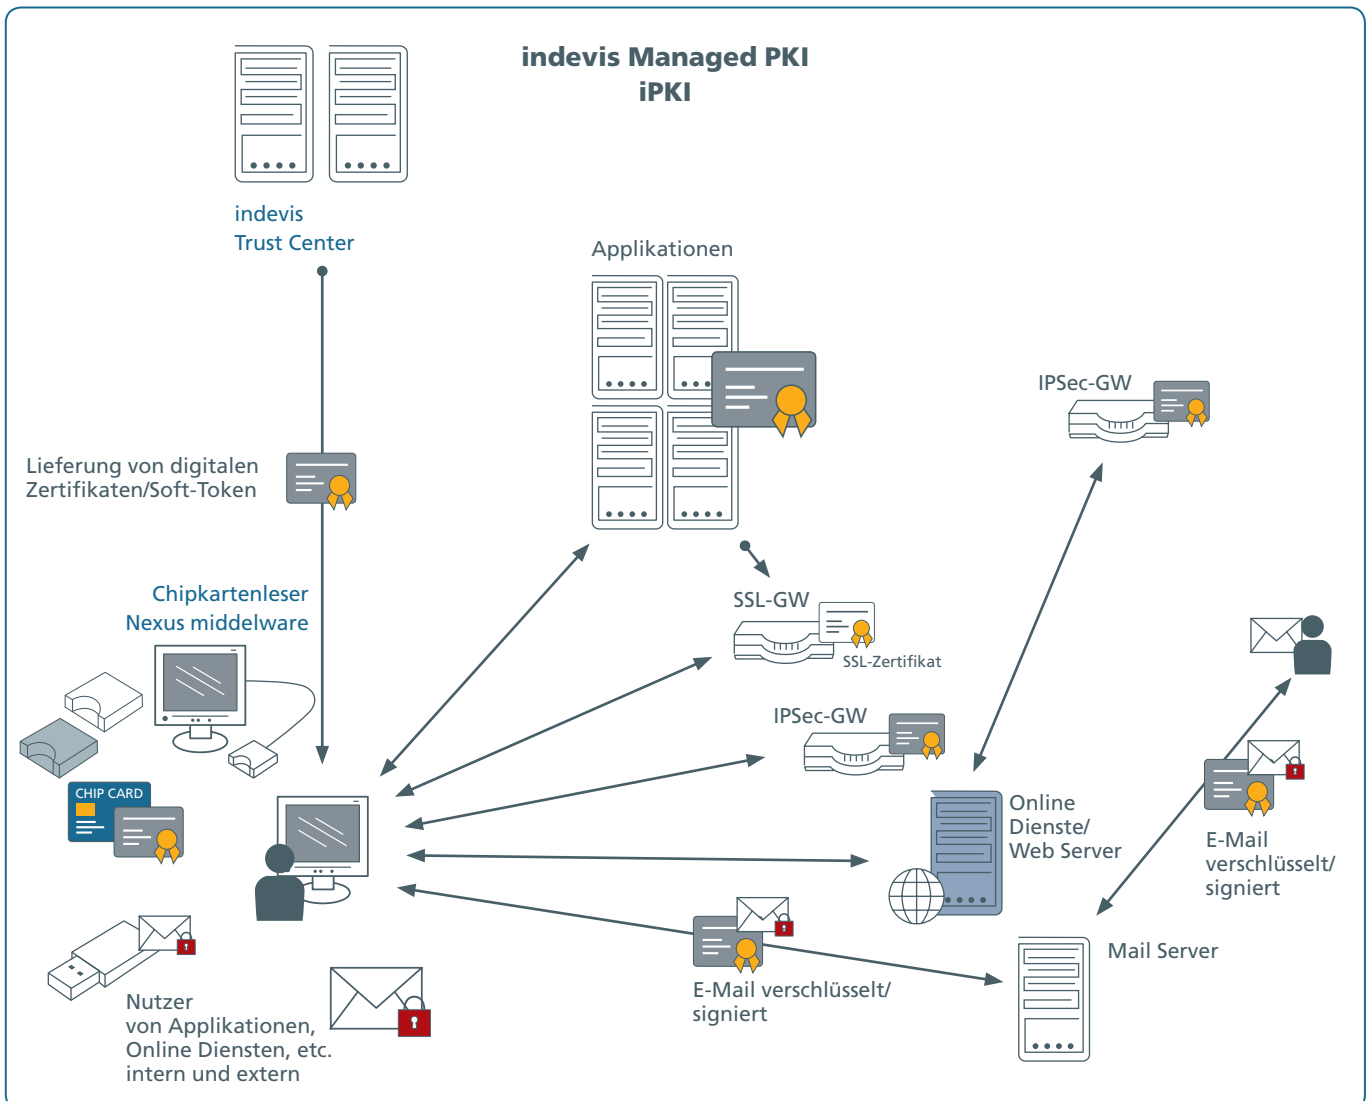 indevis Managed PKI
iPKI
indevis
Trust Center
Applikationen
IPSec-GW
Lieferung von digitalen
Zertifikaten/Soft-Token
Chipkartenleser
Nexus middelware
SSL-GW
SSL-Zertifikat
IPSec-GW
CHIP CARD
Online
Dienste/
Web Server
E-Mail
verschlüsselt/
signiert
Mail Server
E-Mail verschlüsselt/
signiert
Nutzer
von Applikationen,
Online Diensten, etc.
intern und extern